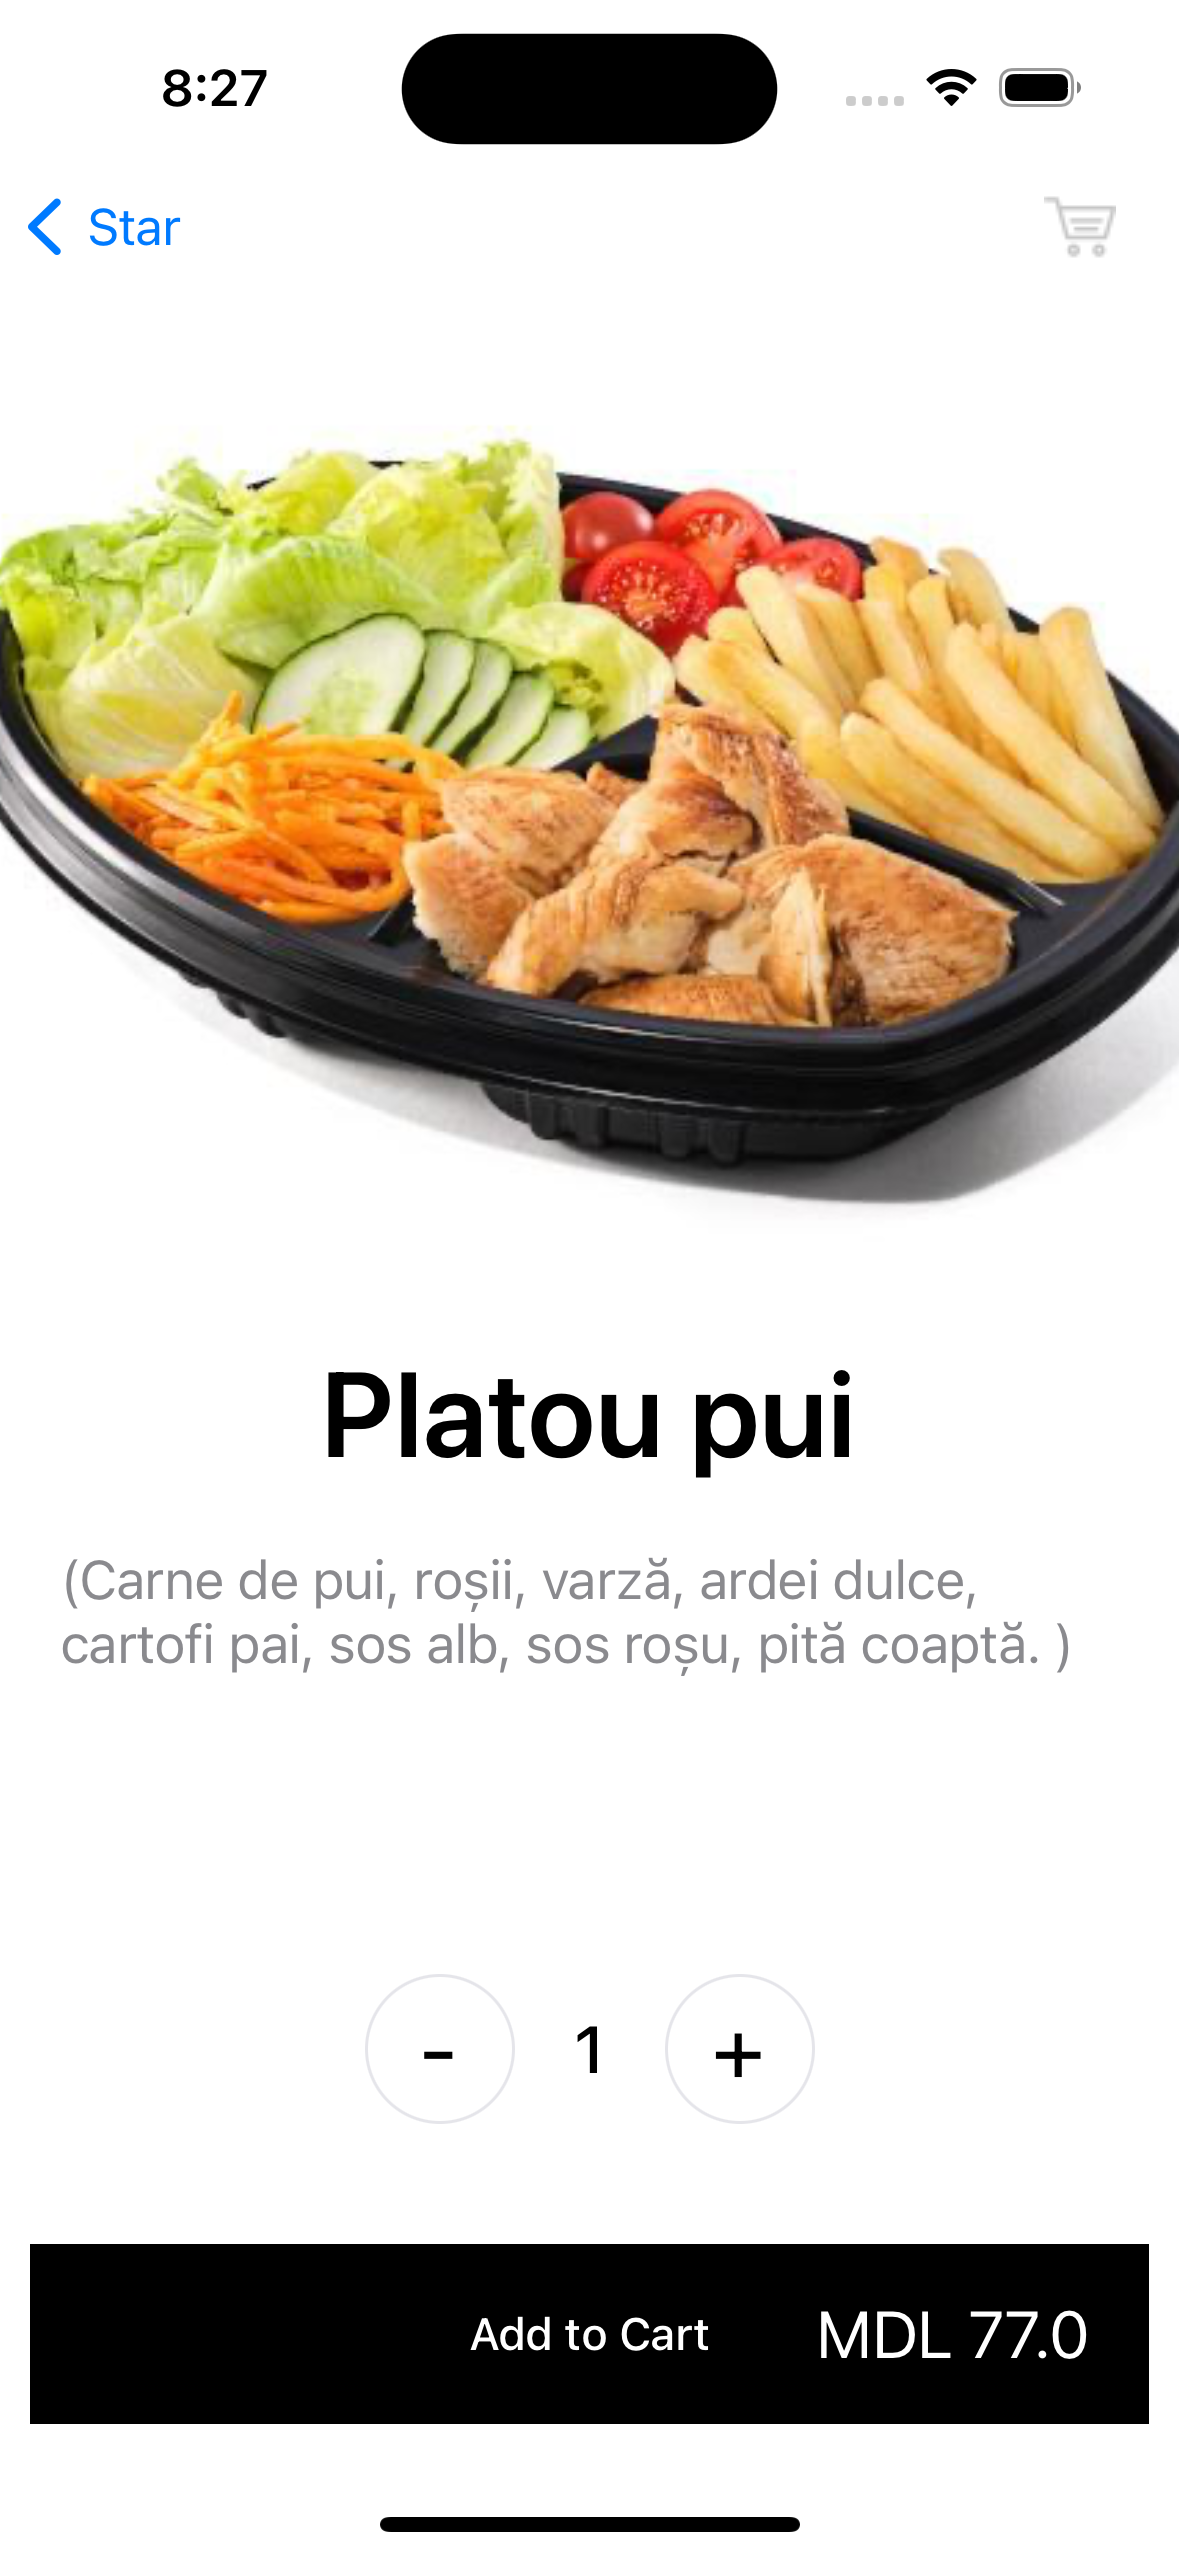 8:27
Star
Platou pui
(Carne de pui, roșii, varză, ardei dulce,
cartofi pai, sos alb, sos roșu, pită coaptă. )
- 1 +
Add to Cart MDL 77.0